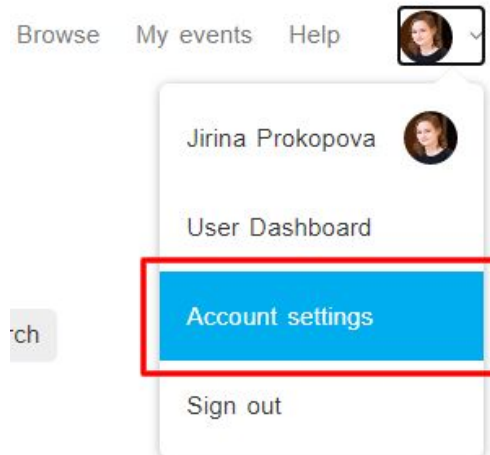 Browse My events Help
Jirina Prokopova
User Dashboard
Account settings
rch
Sign out